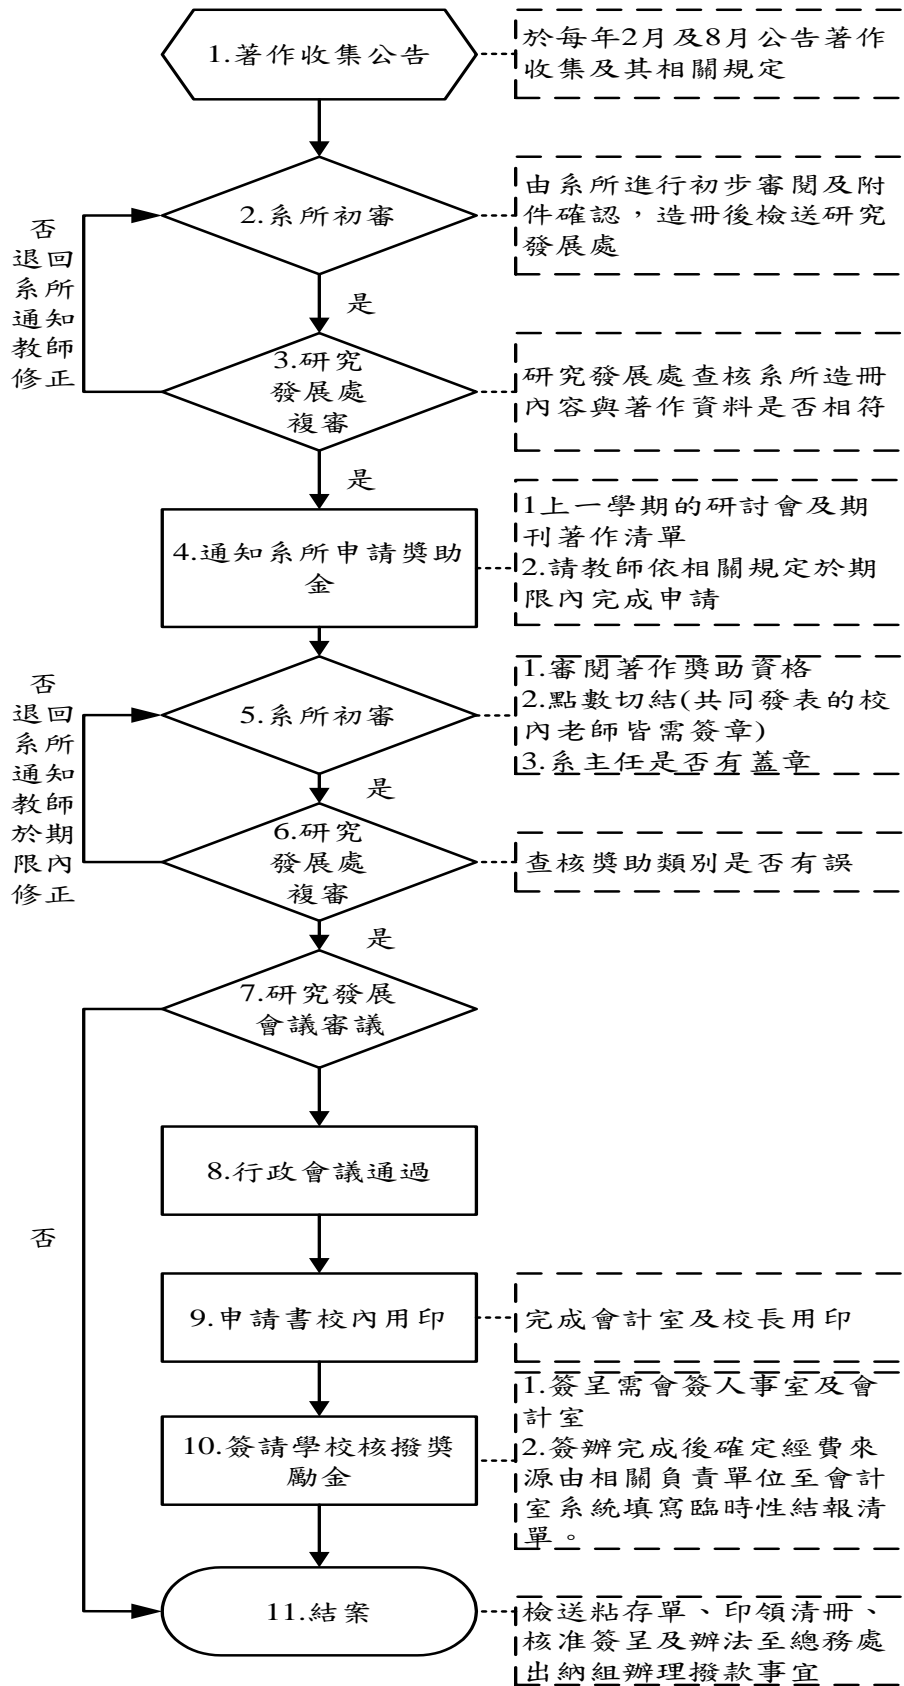 1.著作收集公告
於每年2月及8月公告著作
收集及其相關規定
2.系所初審
由系所進行初步審閱及附
件確認，造冊後檢送研究
發展處
否
退回
系所
通知
教師
修正
是
3.研究
發展處
複審
研究發展處查核系所造冊
內容與著作資料是否相符
是
4.通知系所申請獎助
金
1上一學期的研討會及期
刊著作清單
2.請教師依相關規定於期
限內完成申請
5.系所初審
1.審閱著作獎助資格
2.點數切結(共同發表的校
內老師皆需簽章)
3.系主任是否有蓋章
否
退回
系所
通知
教師
於期
限內
修正
是
6.研究
發展處
複審
查核獎助類別是否有誤
是
7.研究發展
會議審議
8.行政會議通過
否
9.申請書校內用印
完成會計室及校長用印
10.簽請學校核撥獎
勵金
1.簽呈需會簽人事室及會
計室
2.簽辦完成後確定經費來
源由相關負責單位至會計
室系統填寫臨時性結報清
單。
11.結案
檢送粘存單、印領清冊、
核准簽呈及辦法至總務處
出納組辦理撥款事宜